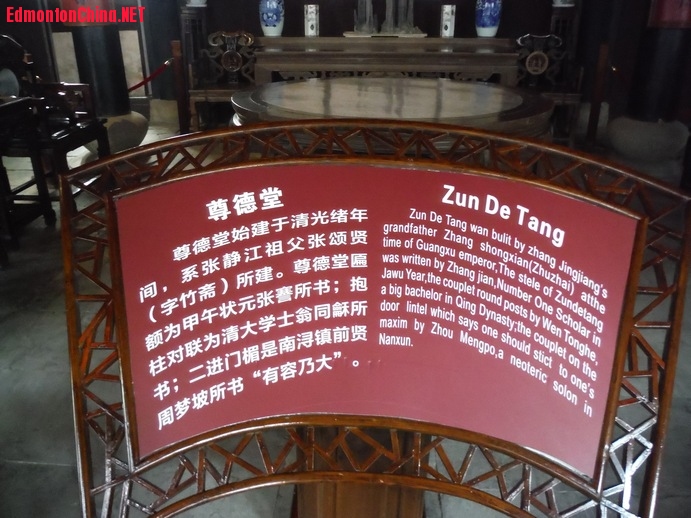 EdmontonChina.NET
尊德堂
尊德堂始建于清光绪年
间，系张静江祖父张颂贤
（字竹斋）所建。尊德堂匾
额为甲午状元张謇所书；抱
柱对联为清大学士翁同龢所
书；二进门楣是南浔镇前贤
周梦坡所书“有容乃大”。
Zun De Tang
Zun De Tang wan bulit by zhang Jingjiang's
grandfather Zhang shongxian(Zhuzhai) atthe
time of Guangxu emperor,The stele of Zundetang
was written by Zhang jian,Number One Scholar in
Jawu Year,the couplet round posts by Wen Tonghe,
a big bachelor in Qing Dynasty;the couplet on the
door lintel which says one should stict to one's
maxim by Zhou Mengpo,a neoteric solon in
Nanxun.